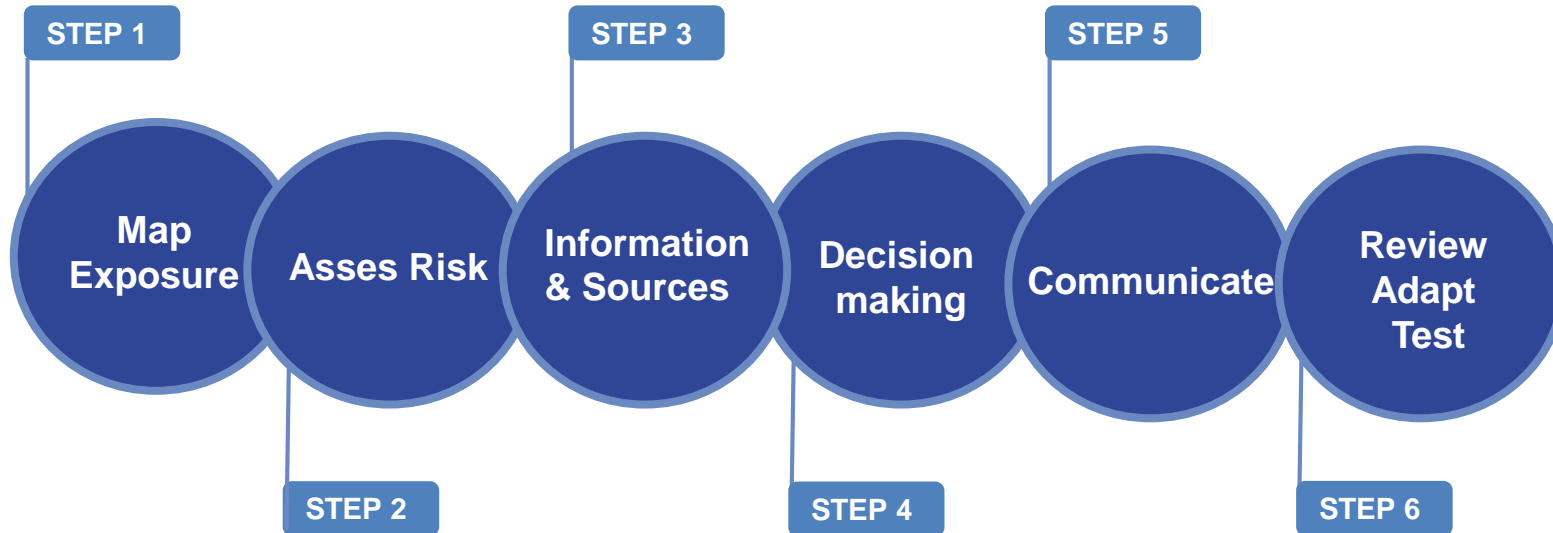 STEP 1
Map
Exposure
STEP 2
Asses Risk
STEP 3
Information
& Sources
STEP 4
Decision
making
STEP 5
Communicate
STEP 6
Review
Adapt
Test